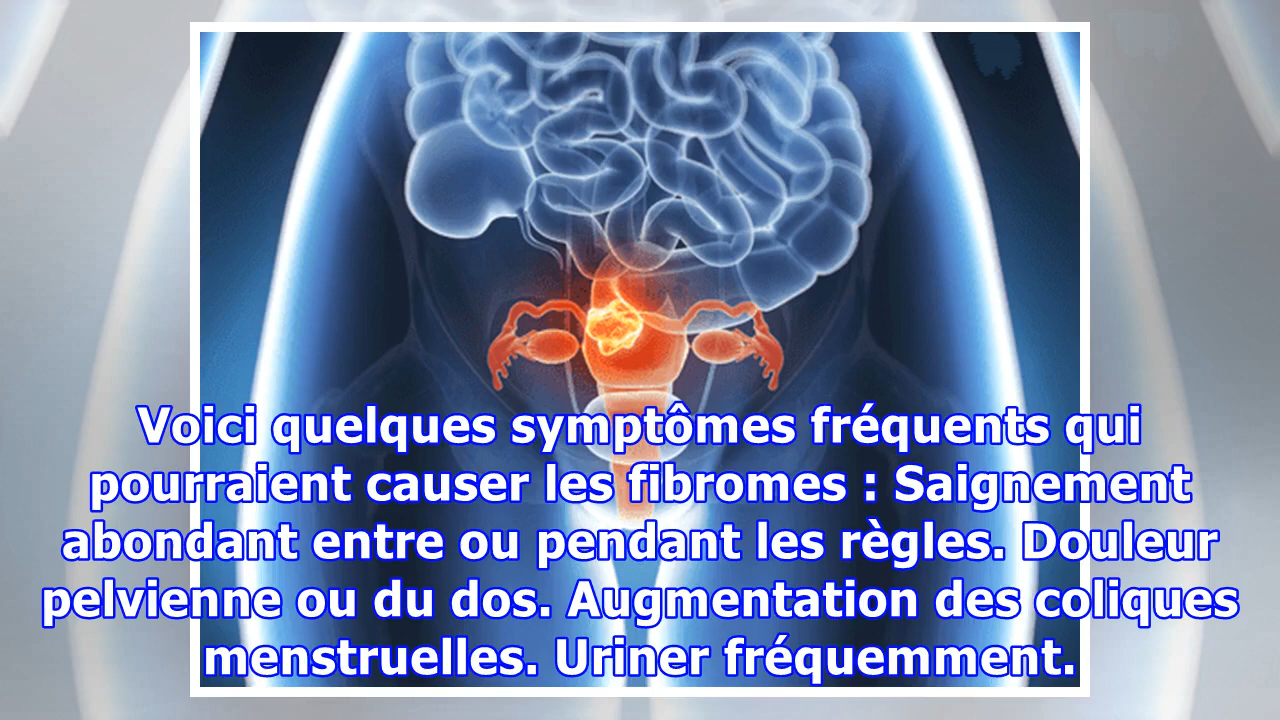 Voici quelques symptômes fréquents qui
pourraient causer les fibromes : Saignement
abondant entre ou pendant les règles. Douleur
pelvienne ou du dos. Augmentation des coliques
menstruelles. Uriner fréquemment.